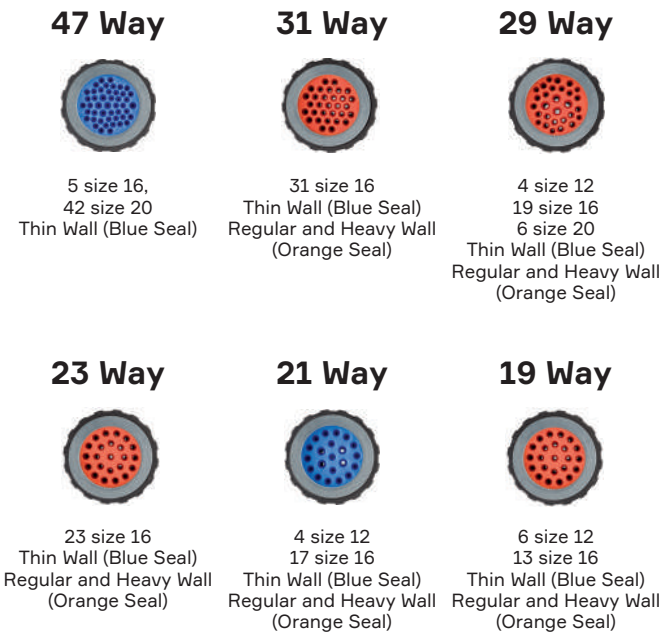 47 Way
5 size 16,
42 size 20
Thin Wall (Blue Seal)
31 Way
31 size 16
Thin Wall (Blue Seal)
Regular and Heavy Wall
(Orange Seal)
29 Way
4 size 12
19 size 16
6 size 20
Thin Wall (Blue Seal)
Regular and Heavy Wall
(Orange Seal)
23 Way
23 size 16
Thin Wall (Blue Seal)
Regular and Heavy Wall
(Orange Seal)
21 Way
4 size 12
17 size 16
Thin Wall (Blue Seal)
Regular and Heavy Wall
(Orange Seal)
19 Way
6 size 12
13 size 16
Thin Wall (Blue Seal)
Regular and Heavy Wall
(Orange Seal)